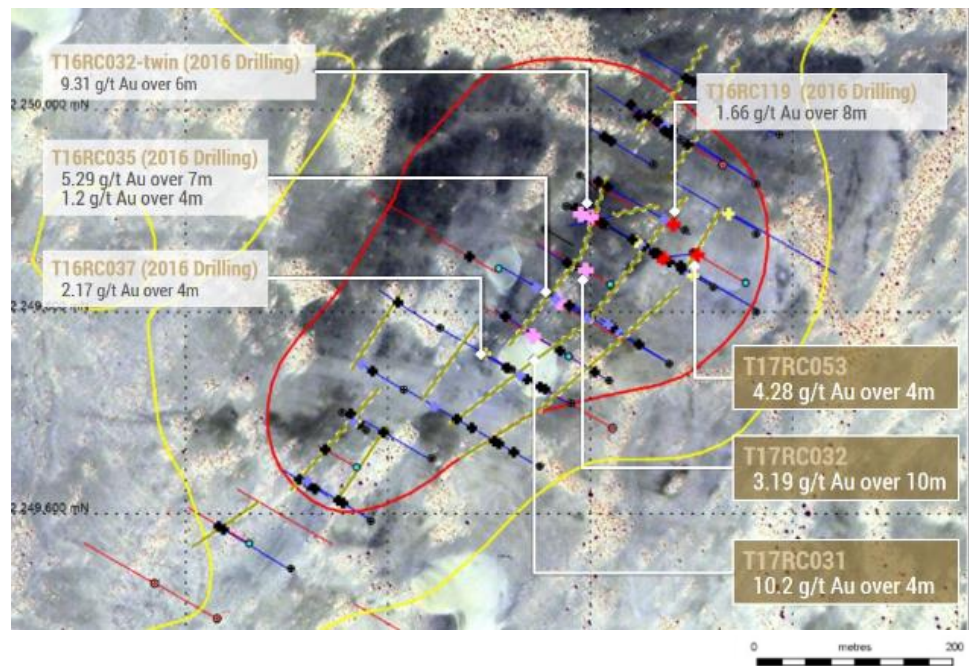 T16RC032-twin (2016 Drilling)
9.31 g/t Au over 6m
2,250,000 mN
T16RC119 (2016 Drilling)
1.66 g/t Au over 8m
T16RC035 (2016 Drilling)
5.29 g/t Au over 7m
1.2 g/t Au over 4m
T16RC037 (2016 Drilling)
2.17 g/t Au over 4m
T17RC053
4.28 g/t Au over 4m
T17RC032
3.19 g/t Au over 10m
2,249,600 mN
T17RC031
10.2 g/t Au over 4m
0 metres 200